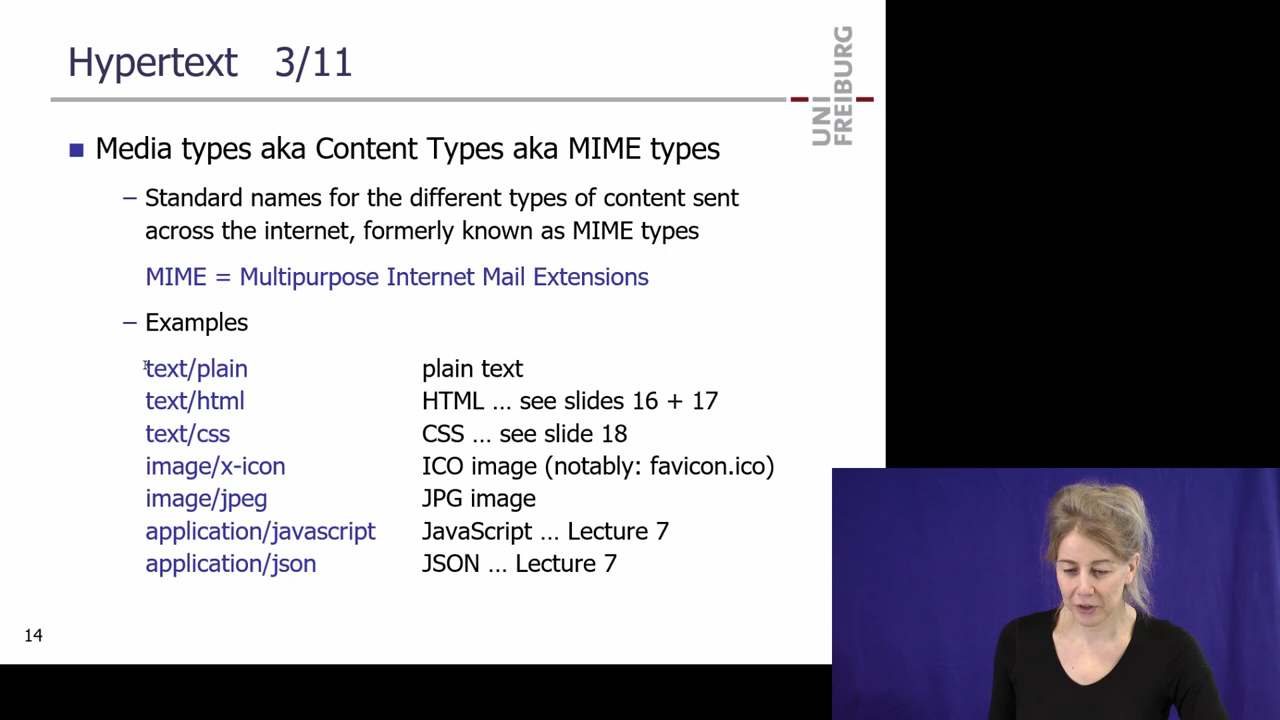 Hypertext 3/11
UNI
FREIBURG
Media types aka Content Types aka MIME types
– Standard names for the different types of content sent
across the internet, formerly known as MIME types
MIME = Multipurpose Internet Mail Extensions
– Examples
text/plain plain text
text/html HTML … see slides 16 + 17
text/css CSS … see slide 18
image/x-icon ICO image (notably: favicon.ico)
image/jpeg JPG image
application/javascript JavaScript … Lecture 7
application/json JSON … Lecture 7
14